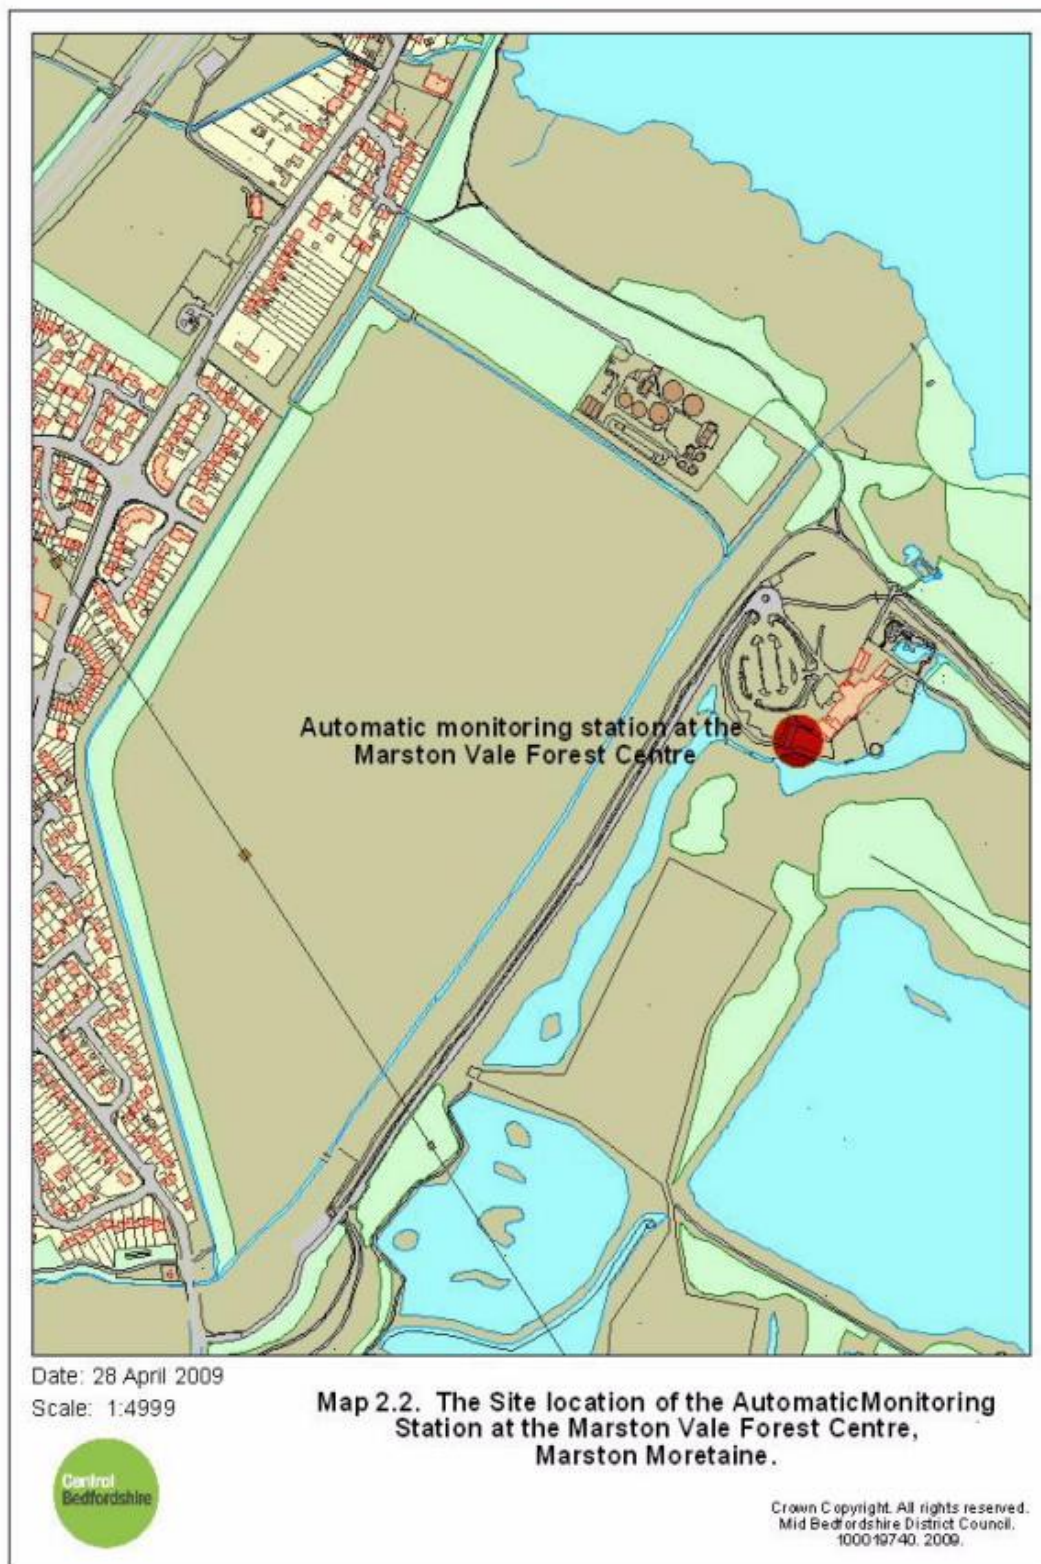 Automatic monitoring station at the
Marston Vale Forest Centre
Date: 28 April 2009
Scale: 1:4999
Map 2.2. The Site location of the AutomaticMonitoring
Station at the Marston Vale Forest Centre,
Marston Moretaine.
Central
Bedfordshire
Crown Copyright. All rights reserved.
Mid Bedfordshire District Council.
100019740. 2009.